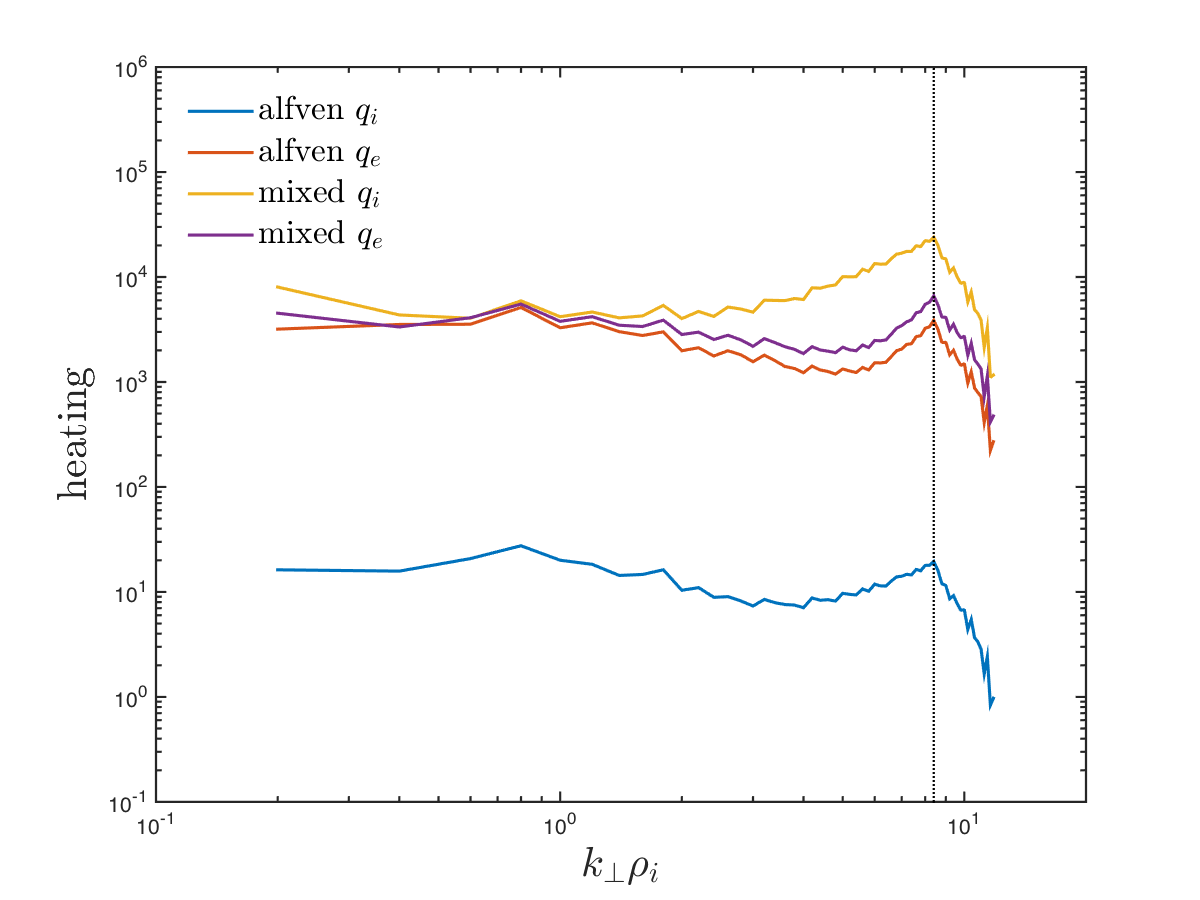 10^6
10^5
10^4
10^3
10^2
10^1
10^0
10^-1
heating
alfven q_i
alfven q_e
mixed q_i
mixed q_e
10^-1 10^0 10^1
k_⊥ρ_i